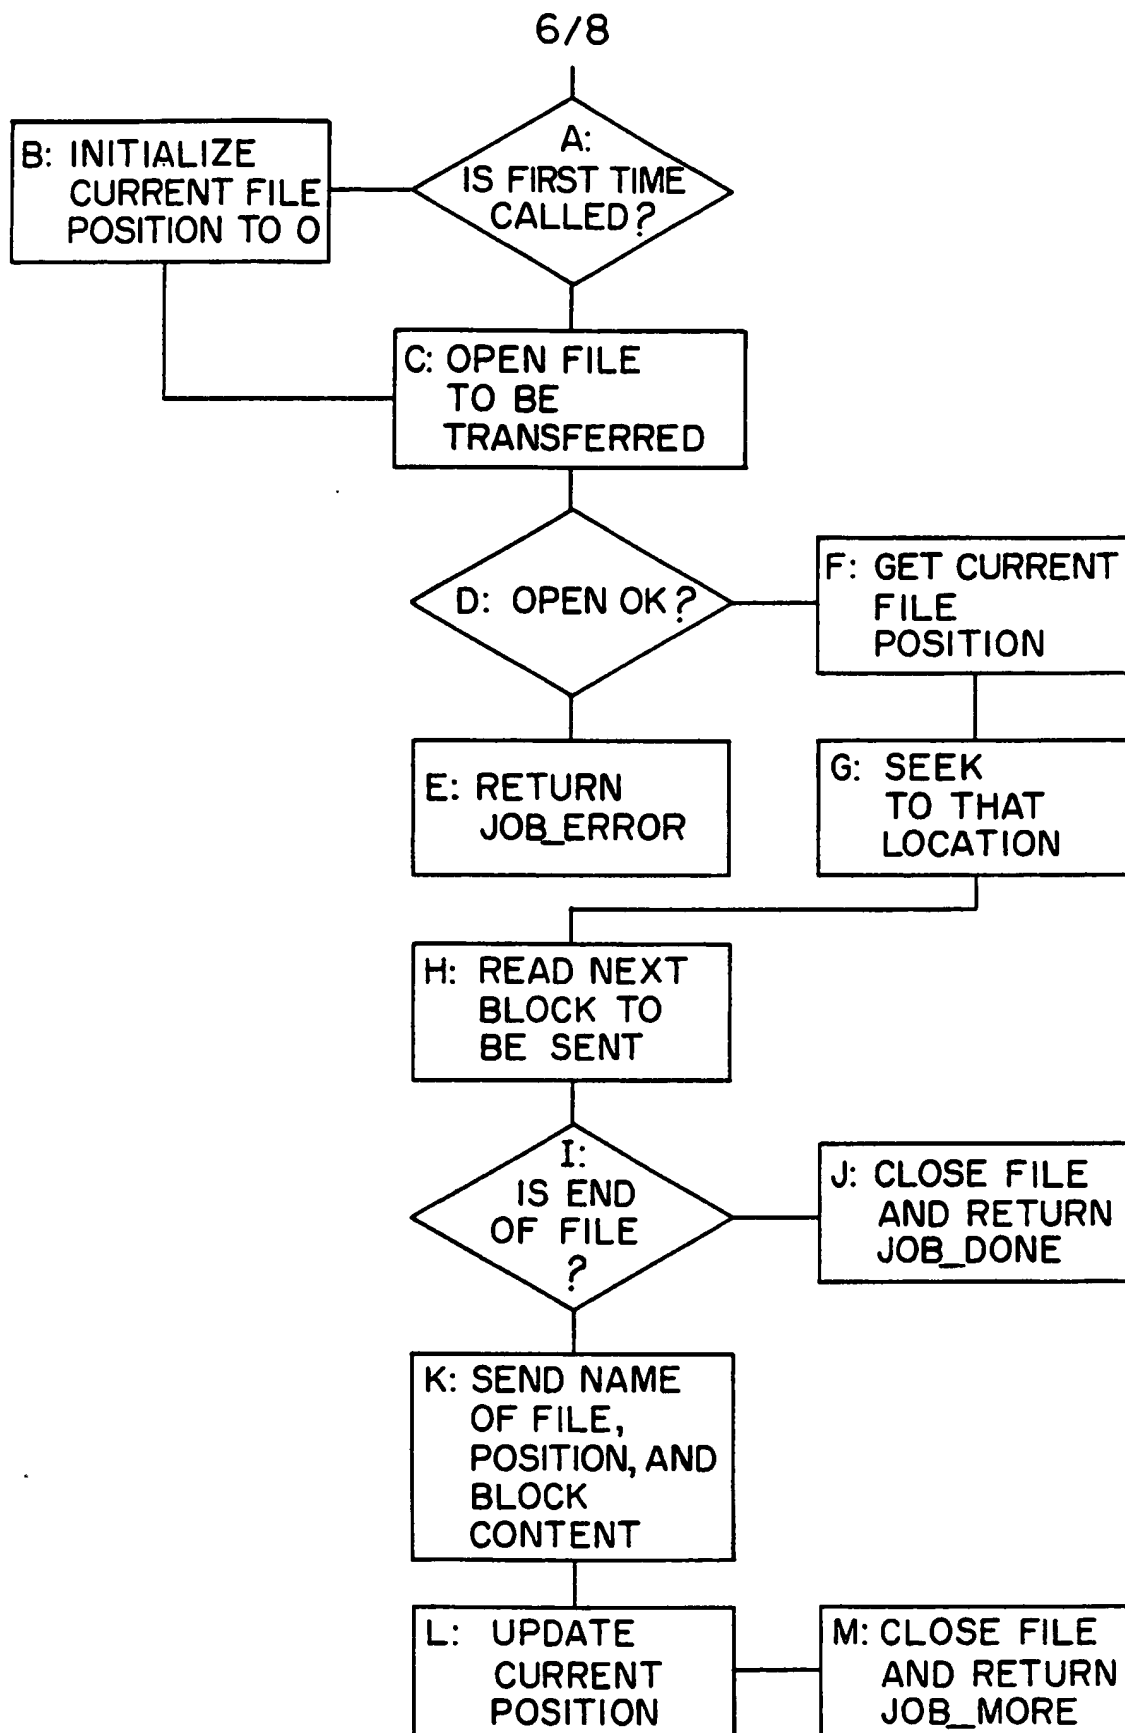 6/8
A:
IS FIRST TIME
CALLED?
B: INITIALIZE
CURRENT FILE
POSITION TO 0
C: OPEN FILE
TO BE
TRANSFERRED
D: OPEN OK?
F: GET CURRENT
FILE
POSITION
E: RETURN
JOB_ERROR
G: SEEK
TO THAT
LOCATION
H: READ NEXT
BLOCK TO
BE SENT
I:
IS END
OF FILE
?
J: CLOSE FILE
AND RETURN
JOB_DONE
K: SEND NAME
OF FILE,
POSITION, AND
BLOCK
CONTENT
L: UPDATE
CURRENT
POSITION
M: CLOSE FILE
AND RETURN
JOB_MORE